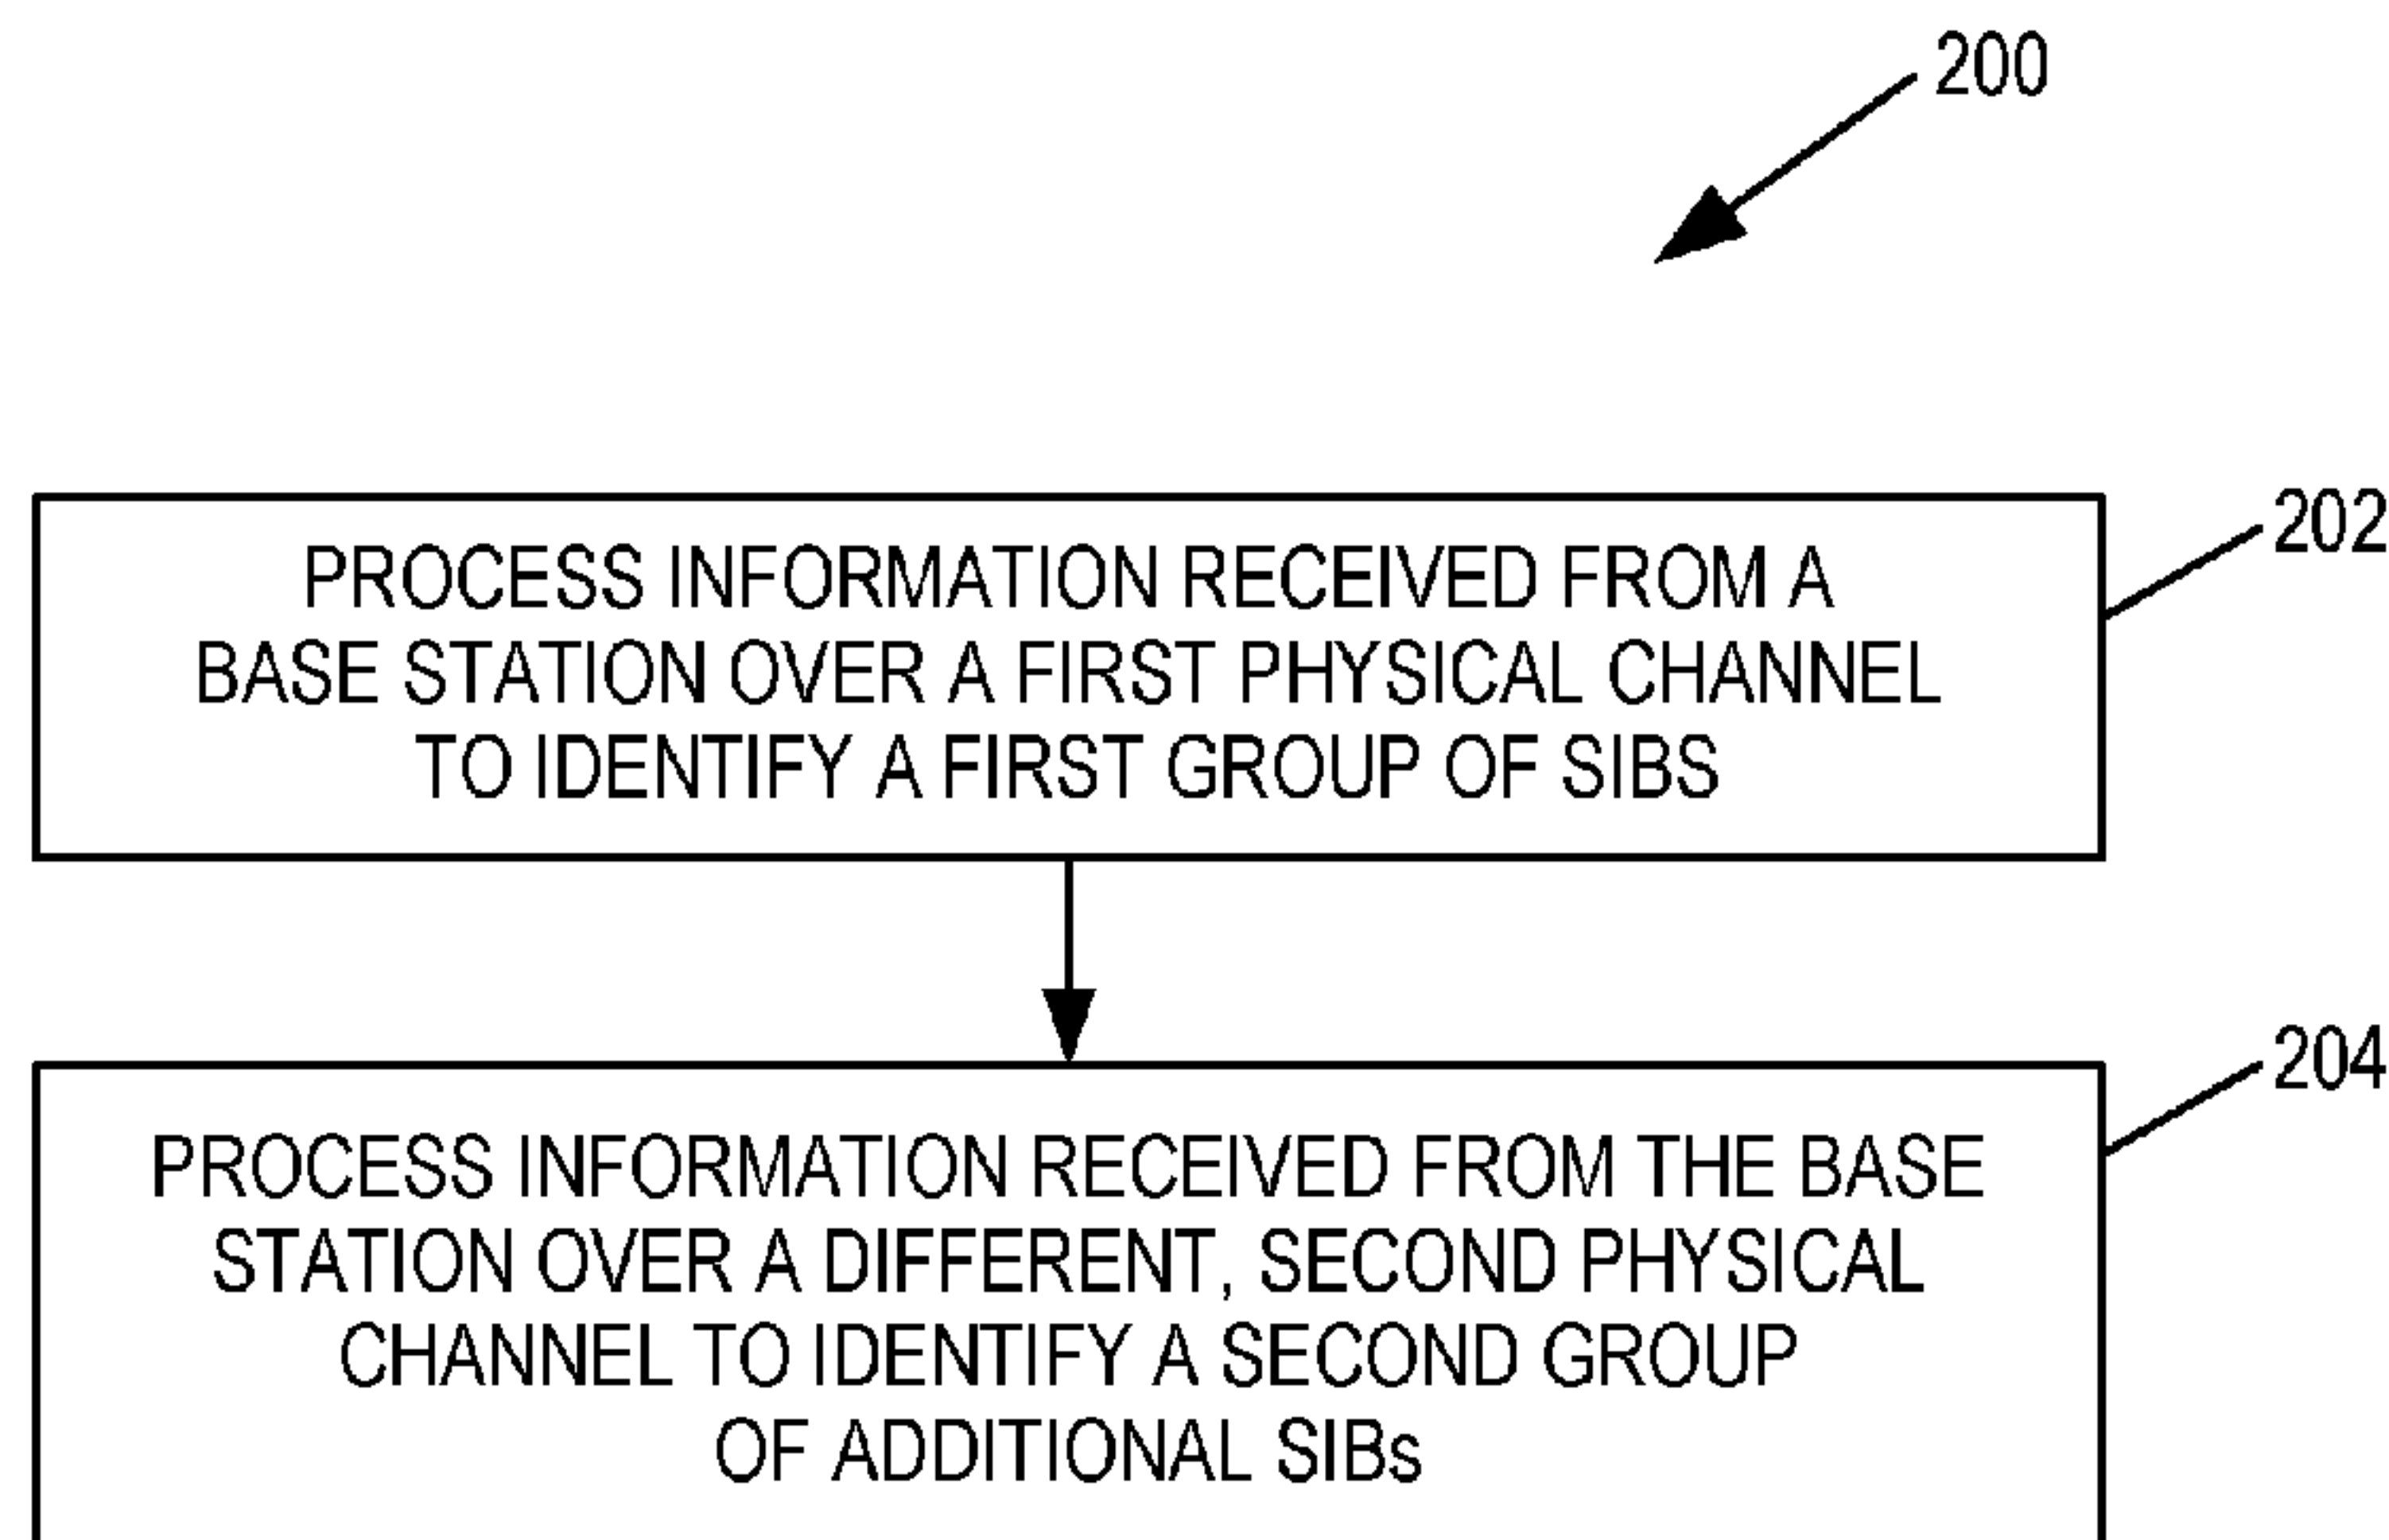 200
202
PROCESS INFORMATION RECEIVED FROM A
BASE STATION OVER A FIRST PHYSICAL CHANNEL
TO IDENTIFY A FIRST GROUP OF SIBS
204
PROCESS INFORMATION RECEIVED FROM THE BASE
STATION OVER A DIFFERENT, SECOND PHYSICAL
CHANNEL TO IDENTIFY A SECOND GROUP
OF ADDITIONAL SIBs